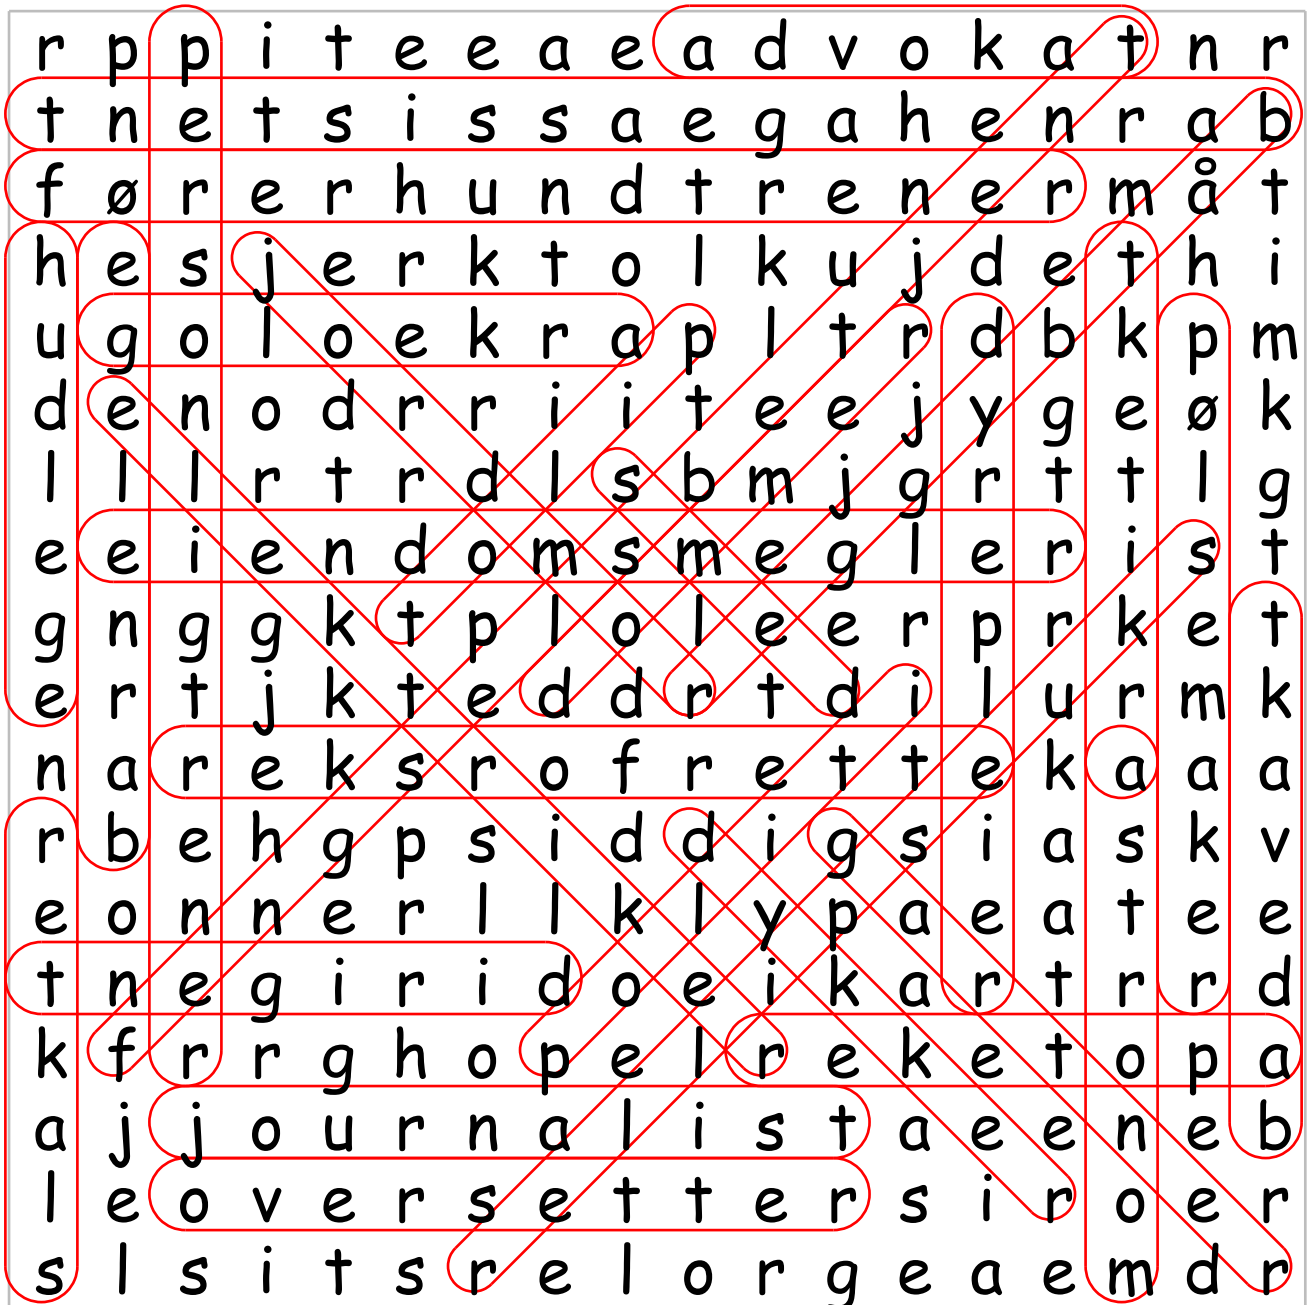 r p p i t e e a e a d v o k a t n r
t n e t s i s s a e g a h e n r a b
f ø r e r h u n d t r e n e r m å t
h e s j e r k t o l k u j d e t h i
u g o l o e k r a p l t r d b k p m
d e n o d r r i i t e e j y g e ø k
l l l r t r d l s b m j g r t t l g
e e i e n d o m s m e g l e r i s t
g n g g k t p l o l e e r p r k e t
e r t j k t e d d r t d i l u r m k
n a r e k s r o f r e t t e k a a a
r b e h g p s i d d i g s i a s k v
e o n n e r l l k l y p a e a t e e
t n e g i r i d o e i k a r t r r d
k f r r g h o p e l r e k e t o p a
a j j o u r n a l i s t a e e n e b
l e o v e r s e t t e r s i r o e r
s l s i t s r e l o r g e a e m d r